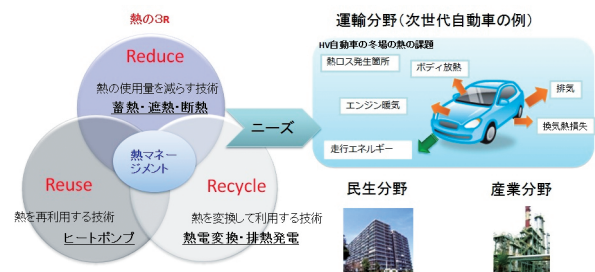 熱の3R
Reduce
熱の使用量を減らす技術
蓄熱・遮熱・断熱
熱マネー
ジメント
Reuse
熱を再利用する技術
ヒートポンプ
Recycle
熱を変換して利用する技術
熱電変換・排熱発電
ニーズ
運輸分野(次世代自動車の例)
HV自動車の冬場の熱の課題
熱ロス発生箇所
ボディ放熱
排気
エンジン暖気
換気熱損失
走行エネルギー
民生分野
産業分野